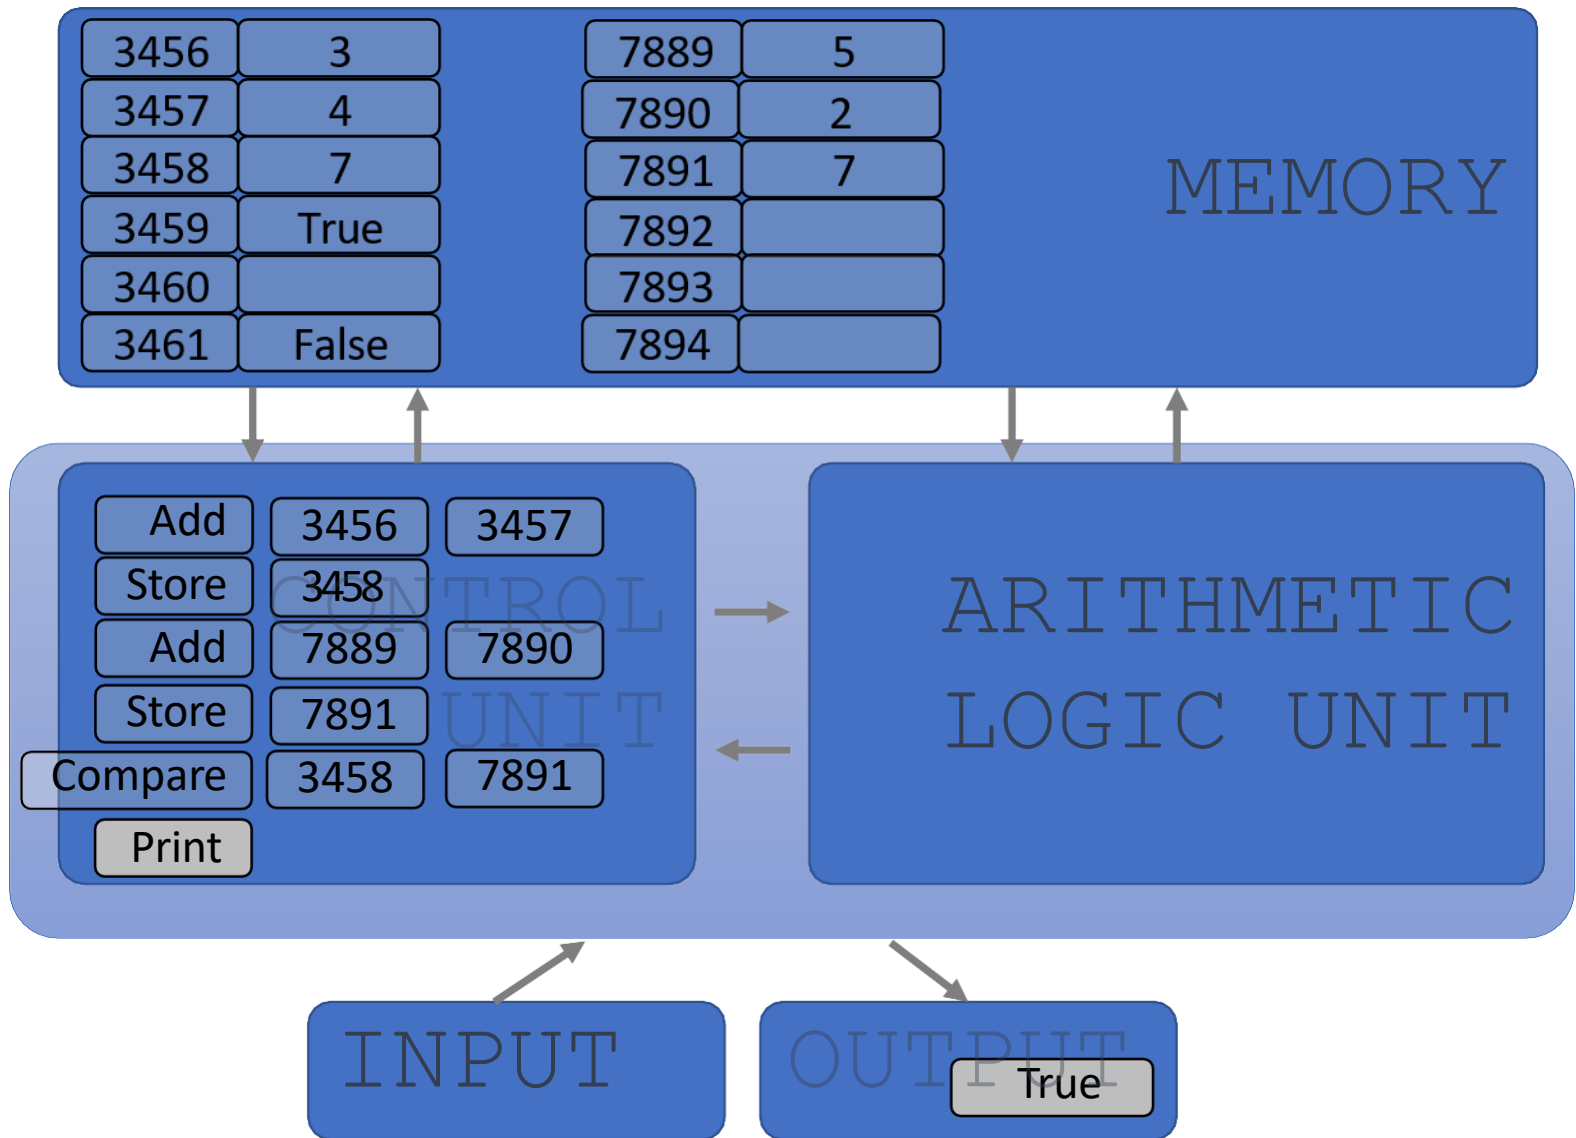 3456 3 7889 5
3457 4 7890 2
3458 7 7891 7
MEMORY
3459 True 7892
3460 7893
3461 False 7894
Add 3456 3457
Store 3458
CONTROL
UNIT
Add 7889 7890
Store 7891
Compare 3458 7891
Print
ARITHMETIC
LOGIC UNIT
INPUT
OUTPUT
True